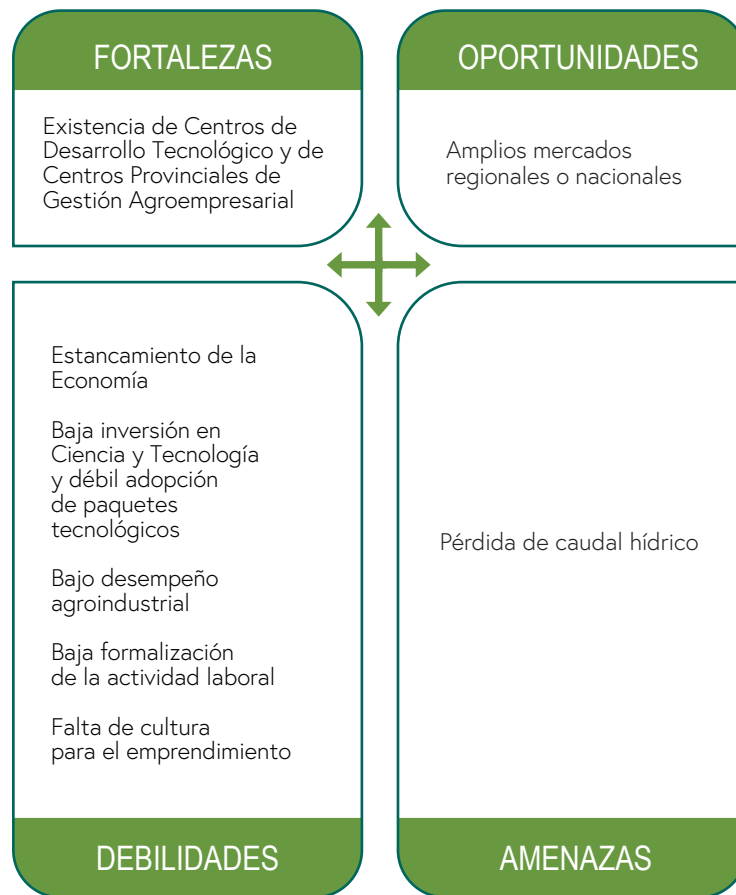 FORTALEZAS
Existencia de Centros de
Desarrollo Tecnológico y de
Centros Provinciales de
Gestión Agroempresarial
OPORTUNIDADES
Amplios mercados
regionales o nacionales
Estancamiento de la
Economía
Baja inversión en
Ciencia y Tecnología
y débil adopción
de paquetes
tecnológicos
Bajo desempeño
agroindustrial
Baja formalización
de la actividad laboral
Falta de cultura
para el emprendimiento
DEBILIDADES
Pérdida de caudal hídrico
AMENAZAS